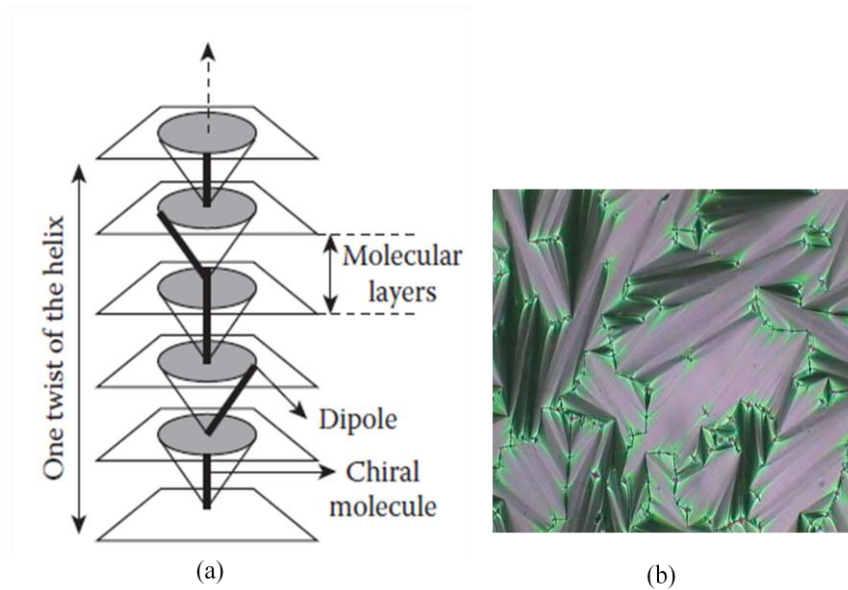 One twist of the helix
Molecular
layers
Dipole
Chiral
molecule
(a)
(b)